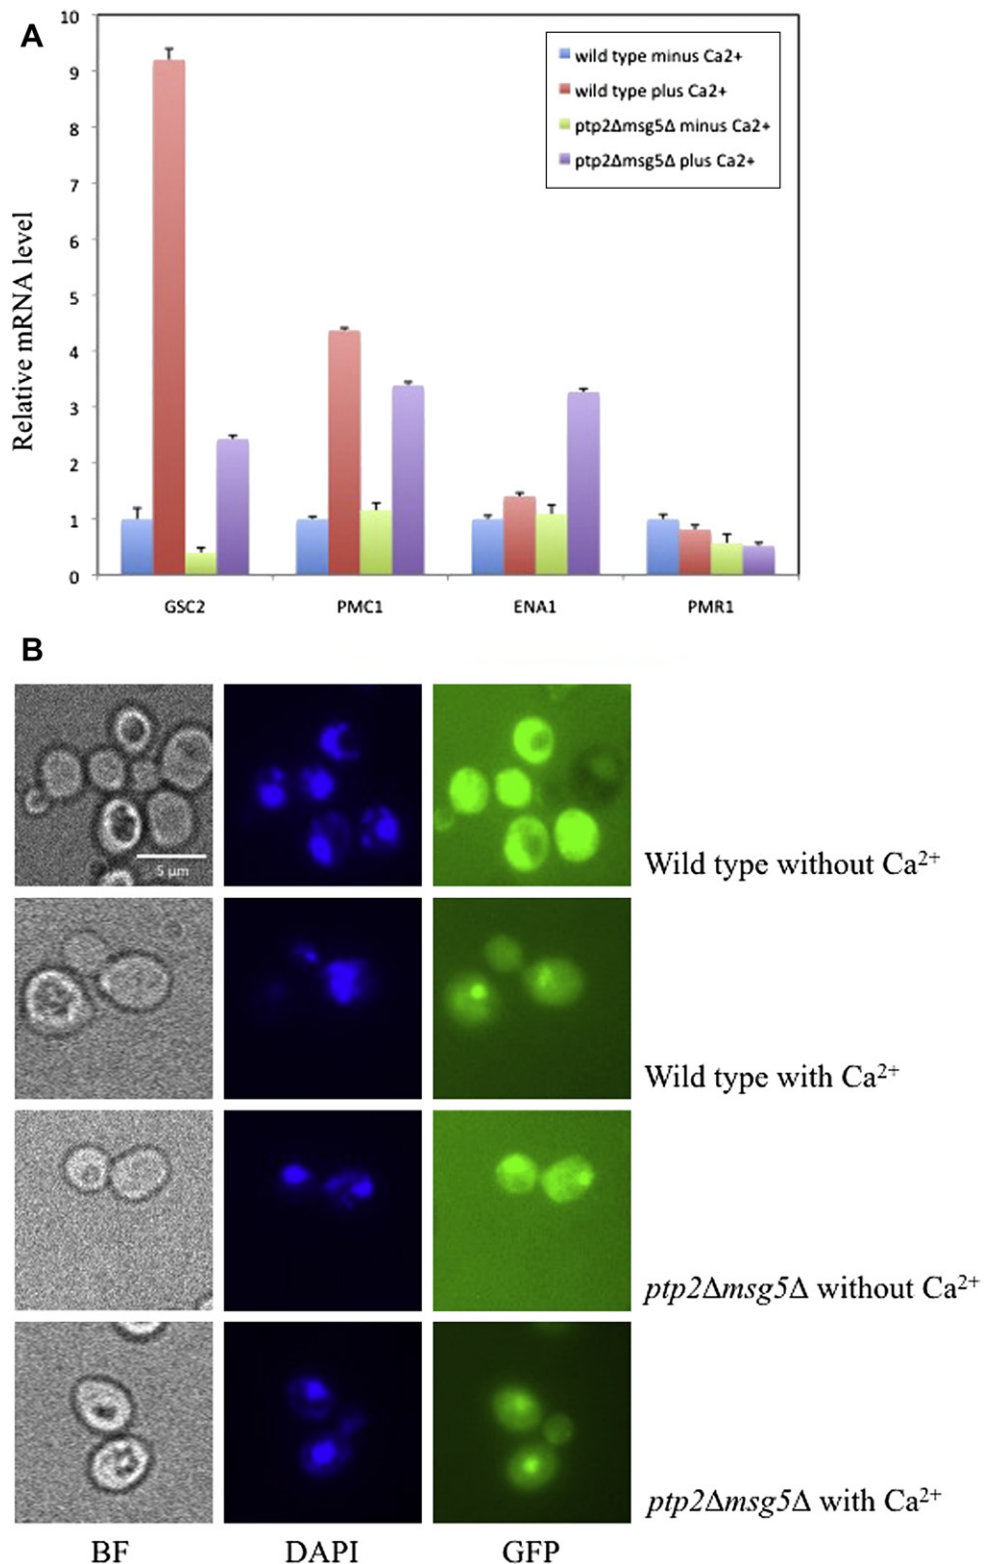 A
10
9
8
7
6
5
4
3
2
1
0
Relative mRNA level
wild type minus Ca2+
wild type plus Ca2+
ptp2Δmsg5Δ minus Ca2+
ptp2Δmsg5Δ plus Ca2+
GSC2 PMC1 ENA1 PMR1
B
5 μm
Wild type without Ca²⁺
Wild type with Ca²⁺
ptp2Δmsg5Δ without Ca²⁺
ptp2Δmsg5Δ with Ca²⁺
BF DAPI GFP